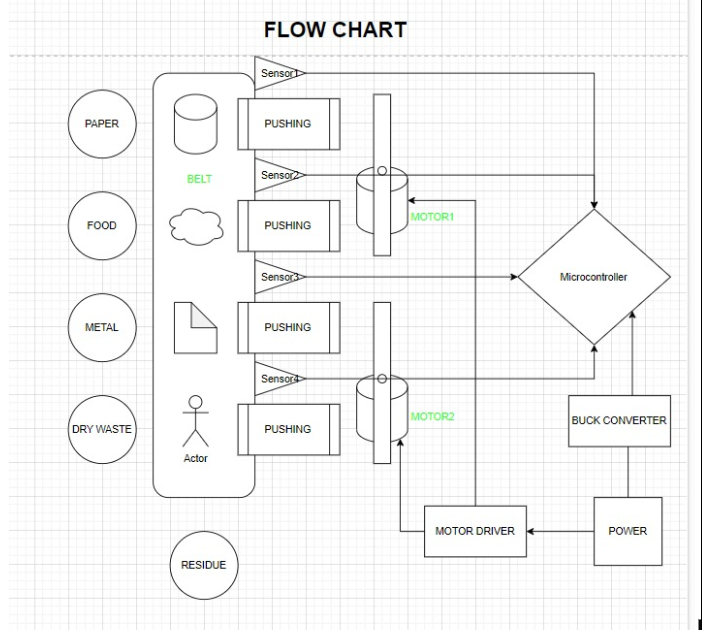 FLOW CHART
Sensor1
PAPER
PUSHING
BELT
Sensor2
MOTOR1
FOOD
PUSHING
Sensor3
Microcontroller
METAL
PUSHING
Sensor4
MOTOR2
BUCK CONVERTER
DRY WASTE
PUSHING
Actor
MOTOR DRIVER
POWER
RESIDUE